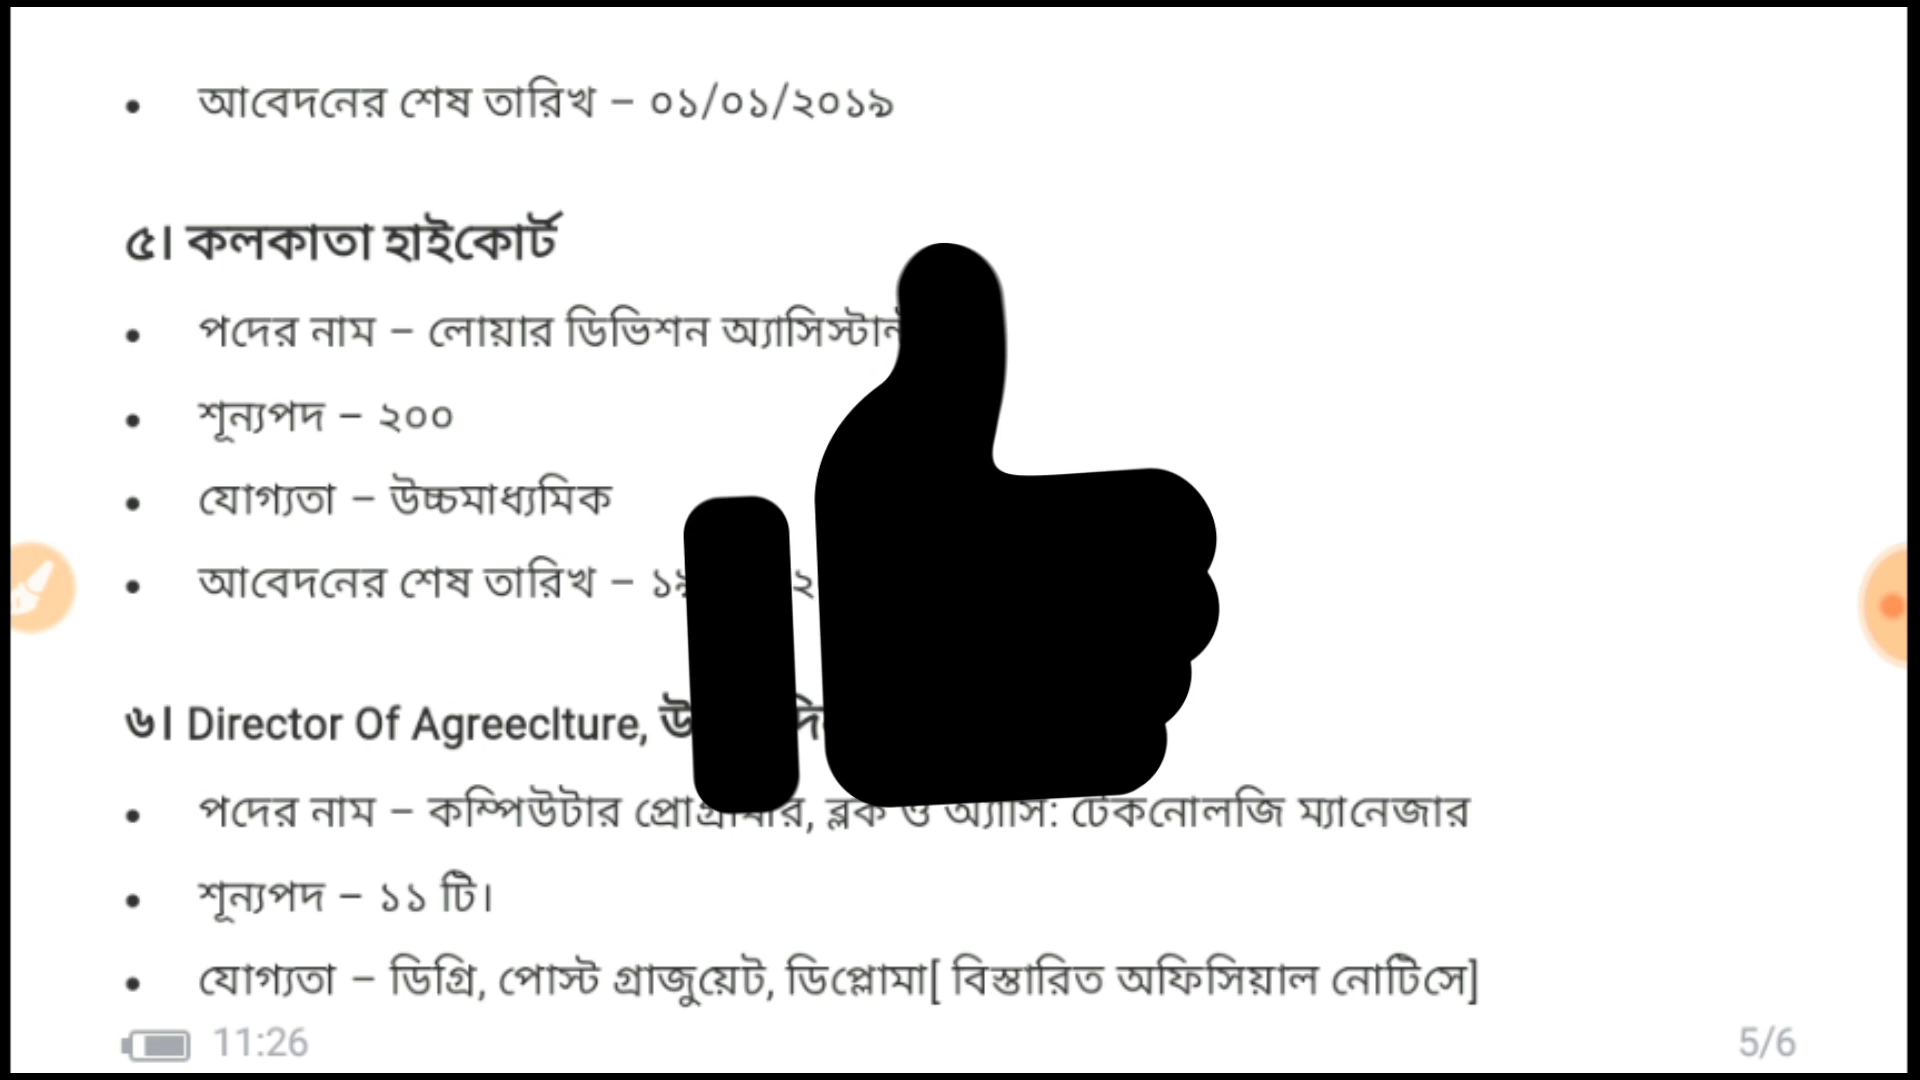 • আবেদনের শেষ তারিখ – ০১/০১/২০১৯
৫। কলকাতা হাইকোর্ট
• পদের নাম – লোয়ার ডিভিশন
• শূন্যপদ – ২০০
• যোগ্যতা – উচ্চমাধ্যমিক
• আবেদনের শেষ তারিখ –
৬। Director Of Agreeclture,
• পদের নাম – কম্পিউটার প্রোগ্রামার, ব্লক ও অ্যাসি: টেকনোলজি ম্যানেজার
• শূন্যপদ – ১১ টি।
• যোগ্যতা – ডিগ্রি, পোস্ট গ্রাজুয়েট, ডিপ্লোমা[ বিস্তারিত অফিসিয়াল নোটিসে]
11:26
5/6